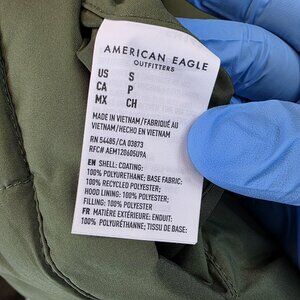 AMERICAN EAGLE
OUTFITTERS
US S
CA P
MX CH
MADE IN VIETNAM/FABRIQUÉ AU
VIETNAM/HECHO EN VIETNAM
RN 54485/CA 03873
RFC# AEM120605U9A
EN SHELL: COATING:
100% POLYURETHANE; BASE FABRIC:
100% RECYCLED POLYESTER;
HOOD LINING: 100% POLYESTER;
FILLING: 100% POLYESTER
FR MATIÈRE EXTÉRIEURE: ENDUIT:
100% POLYURÉTHANNE; TISSU DE BASE: